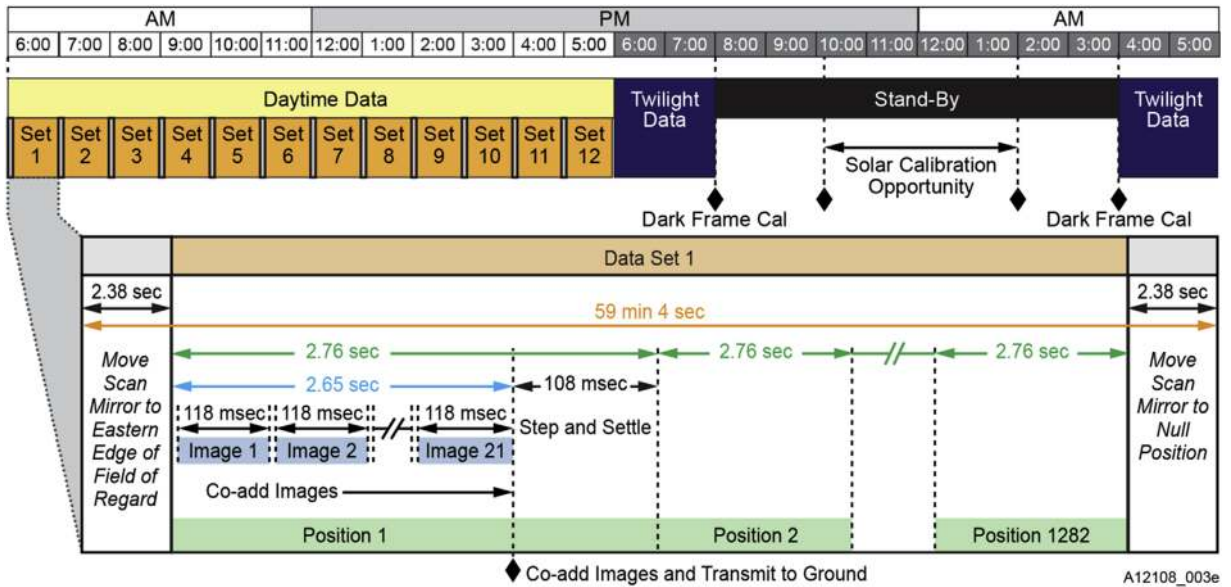 AM PM AM
6:00 7:00 8:00 9:00 10:00 11:00 12:00 1:00 2:00 3:00 4:00 5:00 6:00 7:00 8:00 9:00 10:00 11:00 12:00 1:00 2:00 3:00 4:00 5:00
Daytime Data
Twilight
Data
Stand-By
Twilight
Data
Set
1
Set
2
Set
3
Set
4
Set
5
Set
6
Set
7
Set
8
Set
9
Set
10
Set
11
Set
12
Solar Calibration
Opportunity
Dark Frame Cal
Dark Frame Cal
Data Set 1
2.38 sec
2.38 sec
59 min 4 sec
Move
Scan
Mirror to
Eastern
Edge of
Field of
Regard
2.76 sec
2.76 sec
2.76 sec
2.65 sec
108 msec
118 msec
118 msec
118 msec
Step and Settle
Image 1
Image 2
Image 21
Co-add Images
Position 1
Position 2
Position 1282
Move
Scan
Mirror to
Null
Position
Co-add Images and Transmit to Ground
A12108_003e